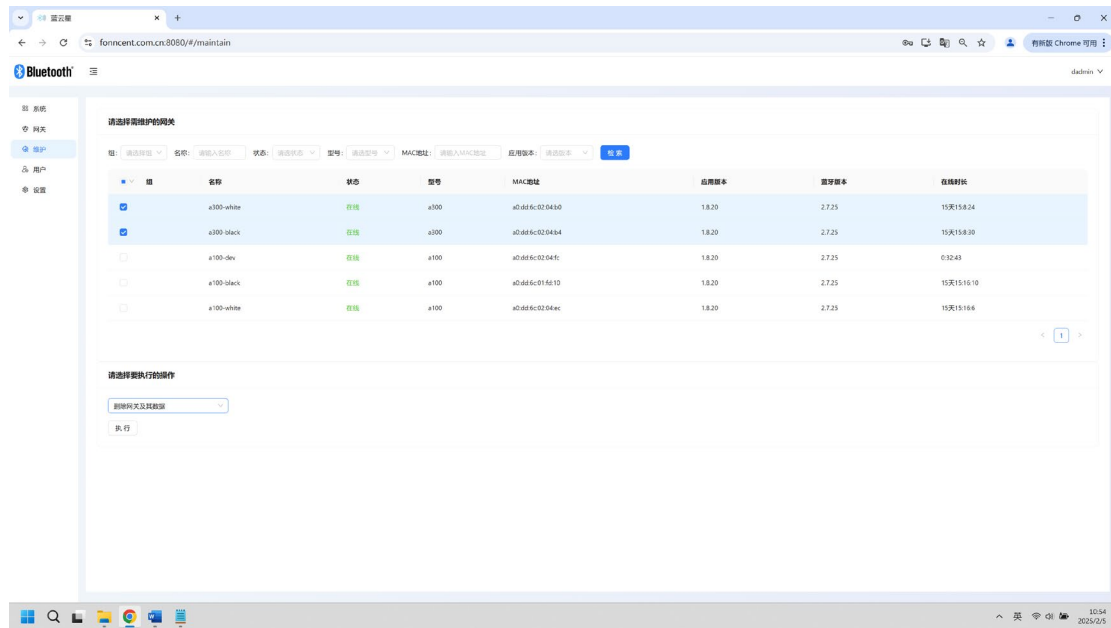 蓝云星
fonncent.com.cn:8080/#/maintain
有新版 Chrome 可用
Bluetooth
dadmin
系统
网关
维护
用户
设置
请选择需维护的网关
组: 请选择组 名称: 请输入名称 状态: 请选状态 型号: 请选型号 MAC地址: 请输入MAC地址 应用版本: 请选版本 检索
组 名称 状态 型号 MAC地址 应用版本 蓝牙版本 在线时长
a300-white 在线 a300 a0:dd:6c:02:04:b0 1.8.20 2.7.25 15天15:8:24
a300-black 在线 a300 a0:dd:6c:02:04:b4 1.8.20 2.7.25 15天15:8:30
a100-dev 在线 a100 a0:dd:6c:02:04:fc 1.8.20 2.7.25 0:32:43
a100-black 在线 a100 a0:dd:6c:01:fd:10 1.8.20 2.7.25 15天15:16:10
a100-white 在线 a100 a0:dd:6c:02:04:ec 1.8.20 2.7.25 15天15:16:6
1
请选择要执行的操作
删除网关及其数据
执行
英
10:54
2025/2/5